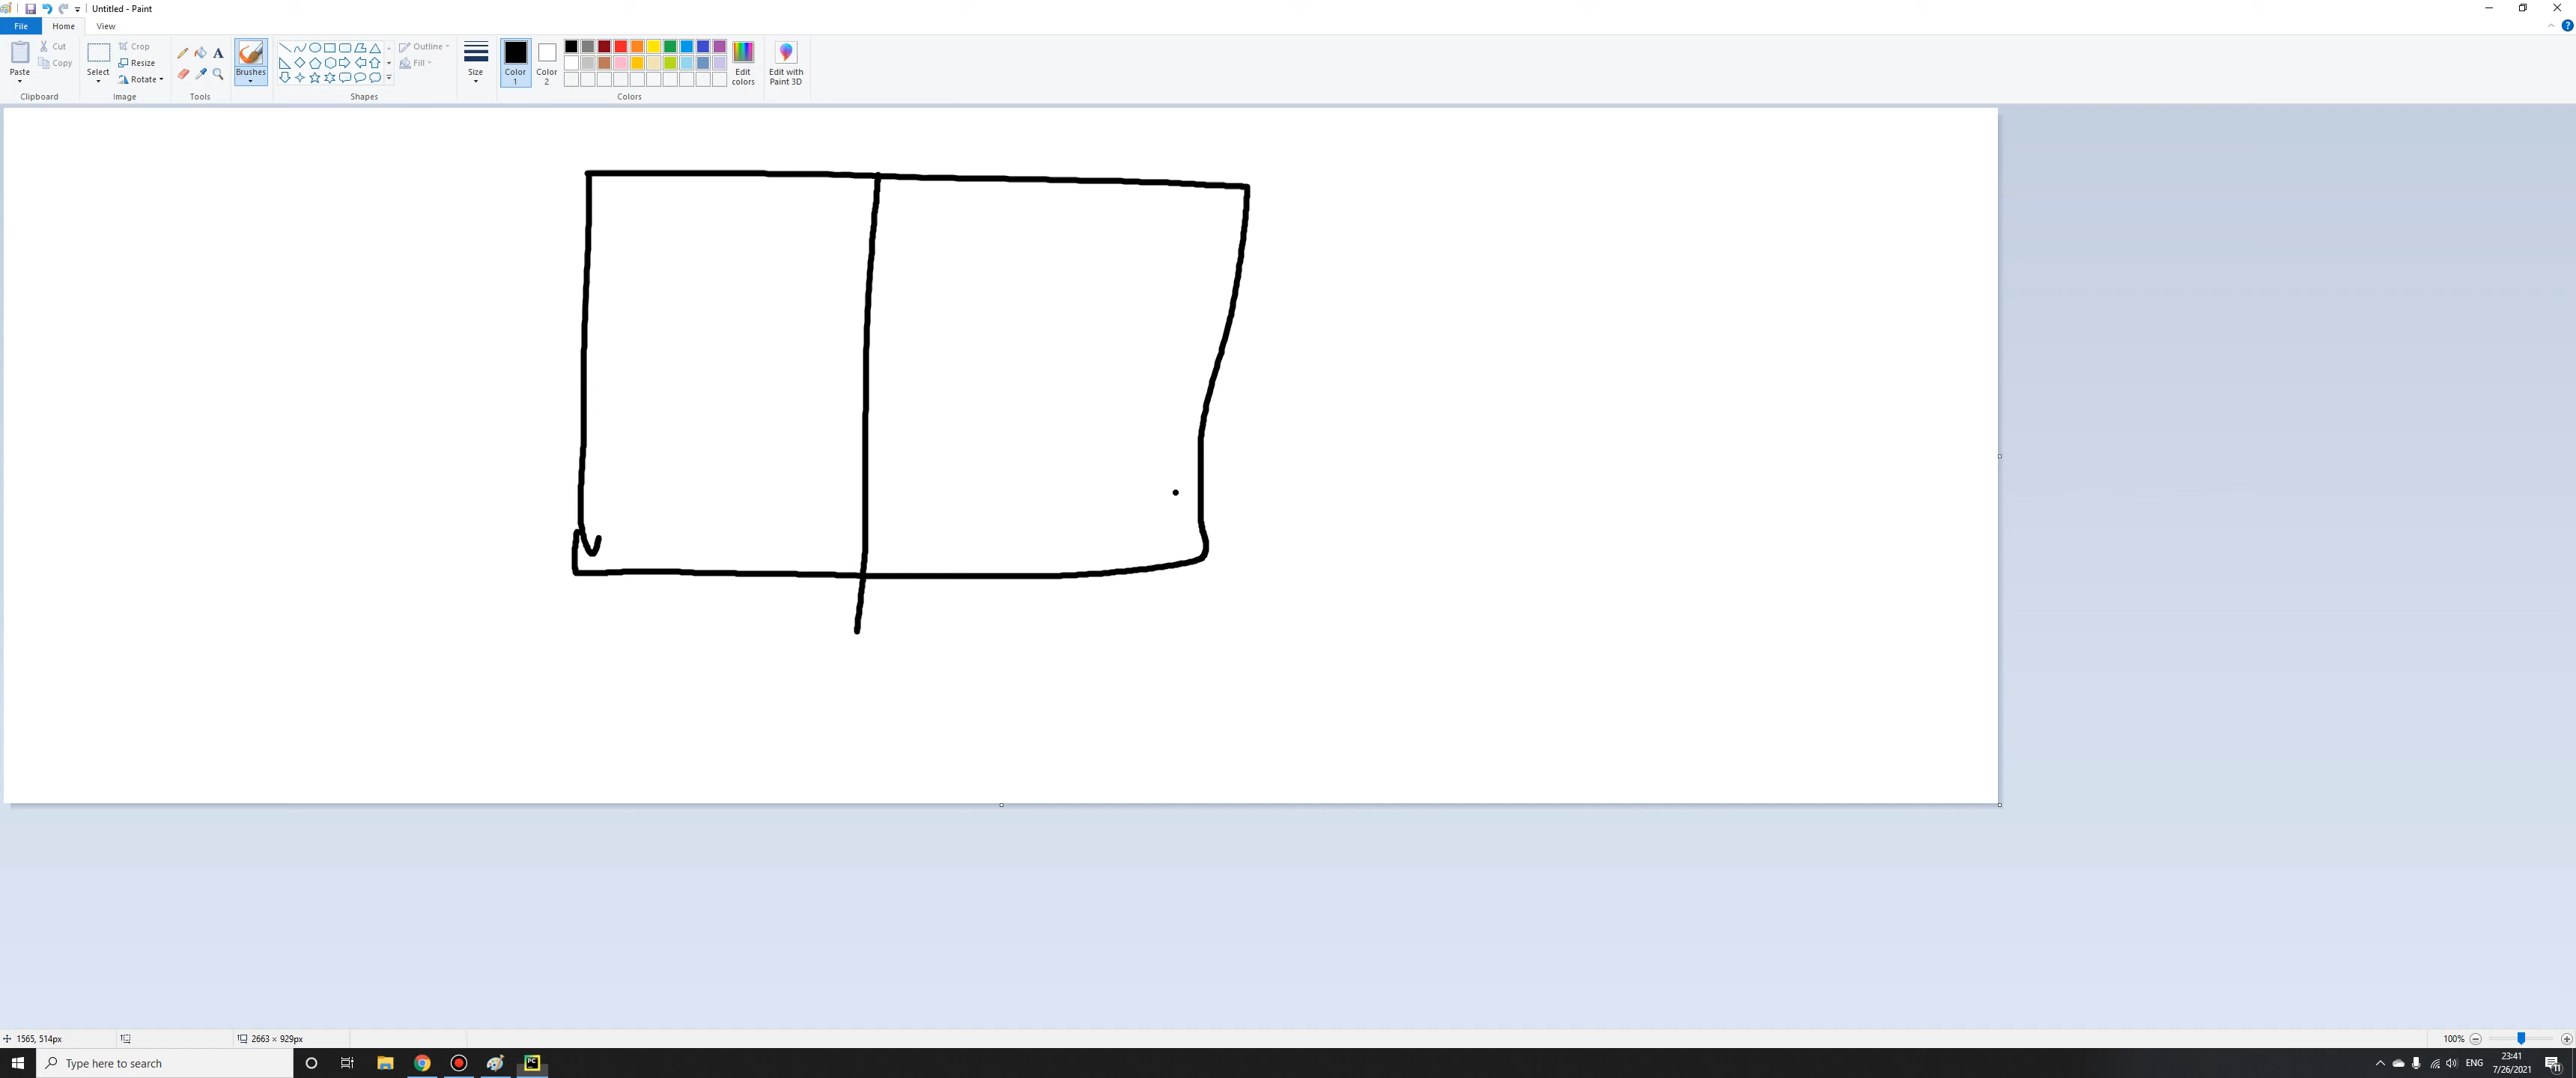 Untitled - Paint
File Home View
Paste
Cut
Copy
Clipboard
Select
Crop
Resize
Rotate
Image
A
Tools
Brushes
Outline
Fill
Shapes
Size
Color 1
Color 2
Edit colors
Colors
Edit with Paint 3D
1565, 514px
2663 × 929px
100%
Type here to search
PC
ENG
23:41
7/26/2021
11